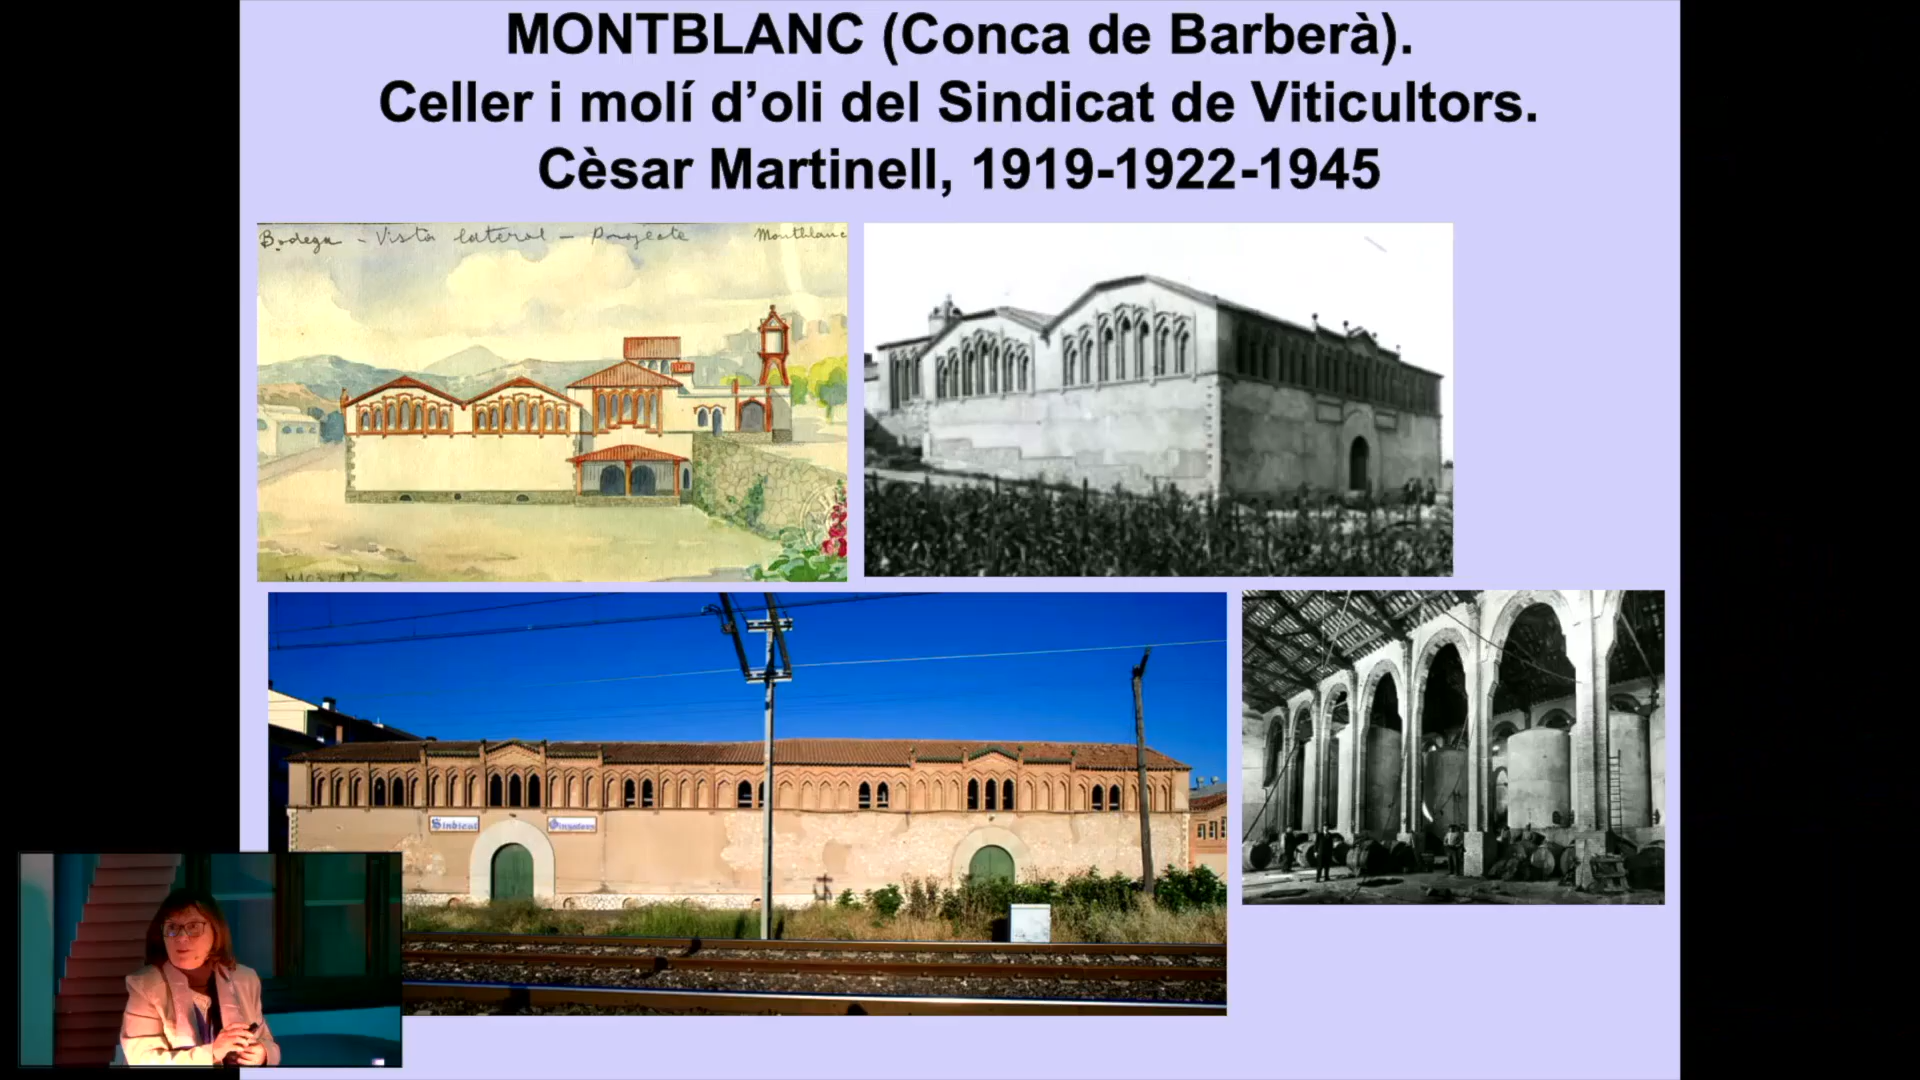 MONTBLANC (Conca de Barberà).
Celler i molí d’oli del Sindicat de Viticultors.
Cèsar Martinell, 1919-1922-1945
Bodega - Vista lateral - Proyecte Montblanc
Sindicat